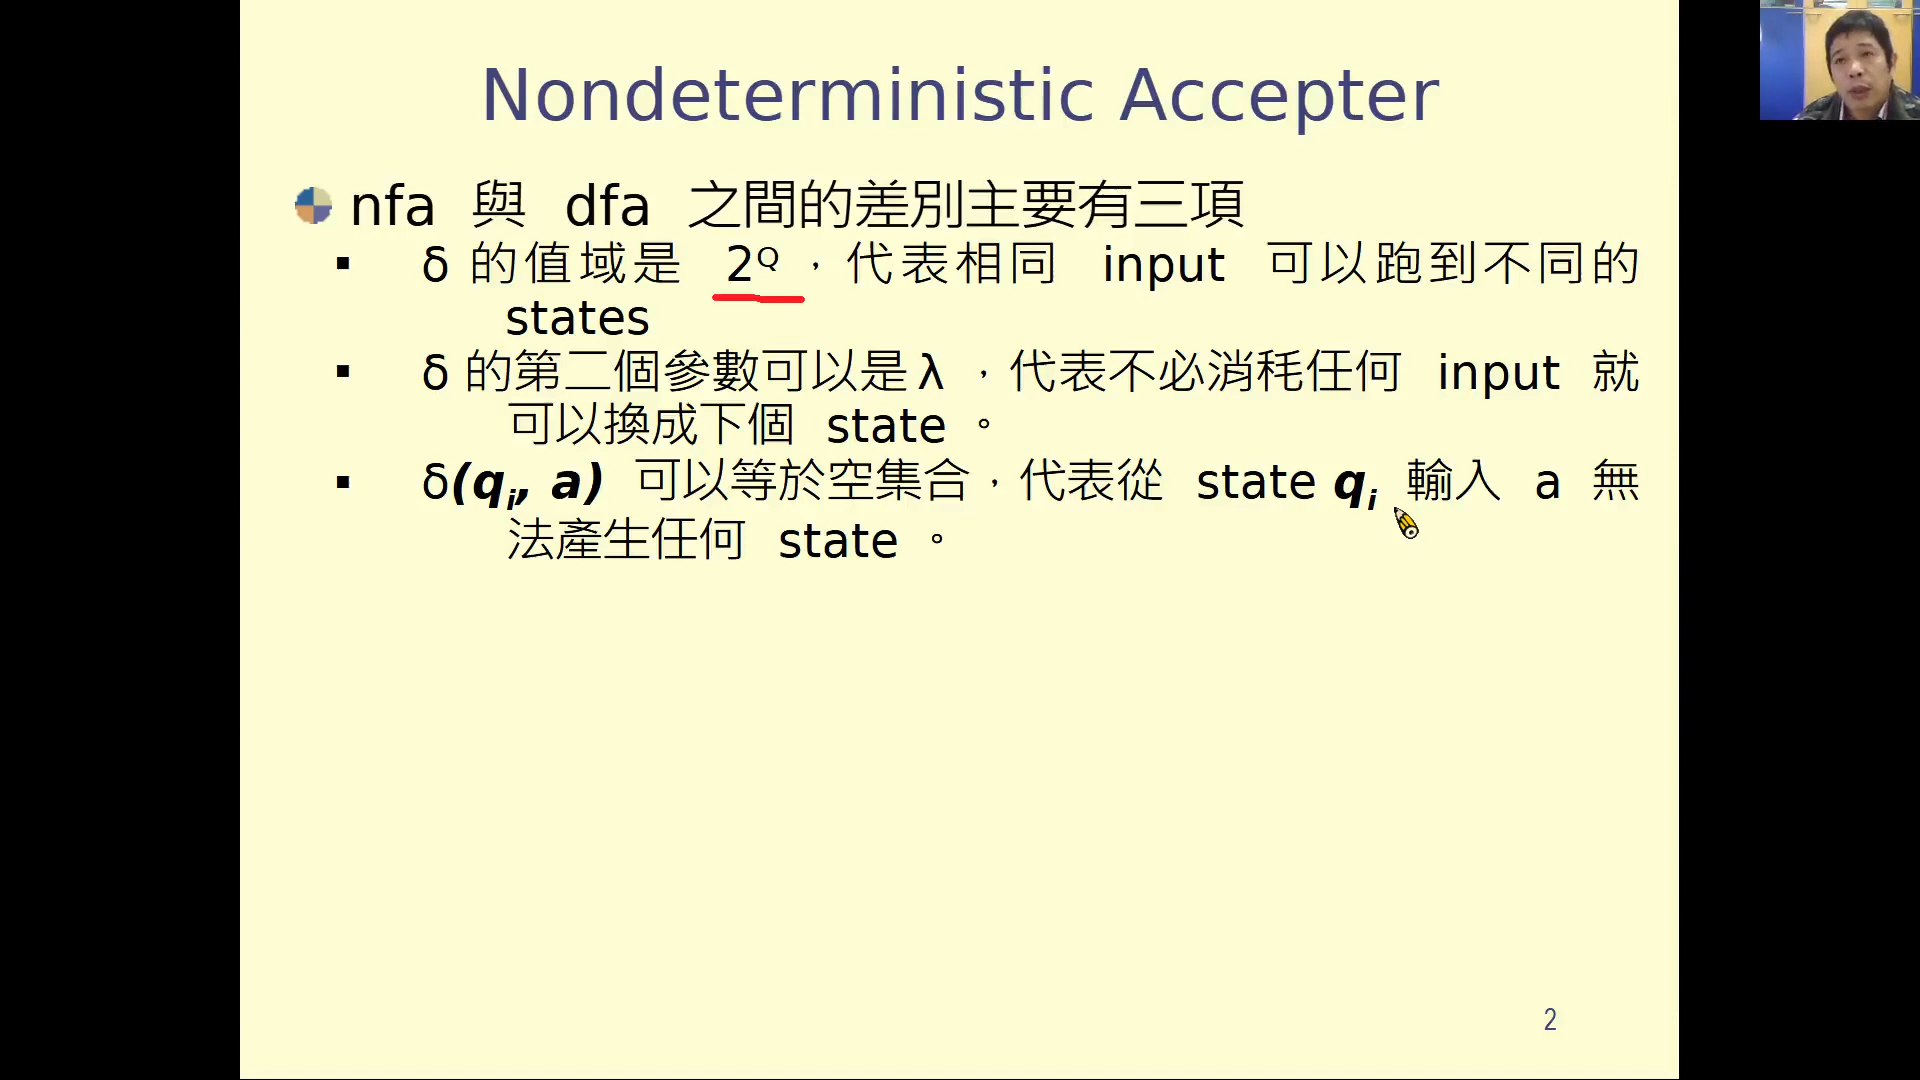 Nondeterministic Accepter
nfa 與 dfa 之間的差別主要有三項
▪ δ 的值域是 2^Q，代表相同 input 可以跑到不同的
states
▪ δ 的第二個參數可以是 λ ，代表不必消耗任何 input 就
可以換成下個 state 。
▪ δ(qi, a) 可以等於空集合，代表從 state qi 輸入 a 無
法產生任何 state 。
2